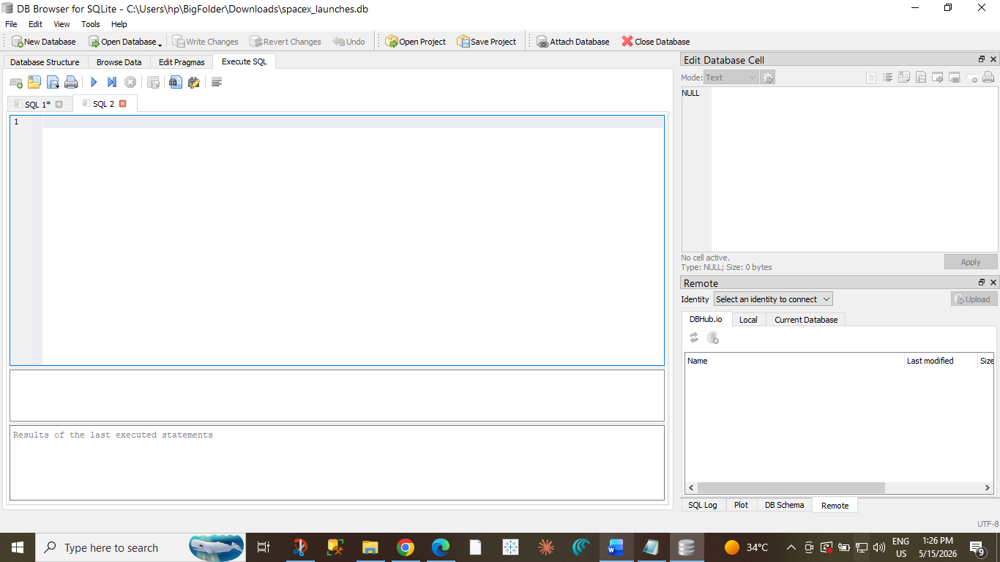 DB Browser for SQLite - C:\Users\hp\BigFolder\Downloads\spacex_launches.db
File Edit View Tools Help
New Database Open Database Write Changes Revert Changes Undo Open Project Save Project Attach Database Close Database
Database Structure Browse Data Edit Pragmas Execute SQL
SQL 1* SQL 2
1
Results of the last executed statements
Edit Database Cell
Mode: Text
NULL
No cell active.
Type: NULL; Size: 0 bytes
Apply
Remote
Identity Select an identity to connect Upload
DBHub.io Local Current Database
Name Last modified Size
SQL Log Plot DB Schema Remote
UTF-8
Type here to search
34°C
ENG
US
1:26 PM
5/15/2026
9